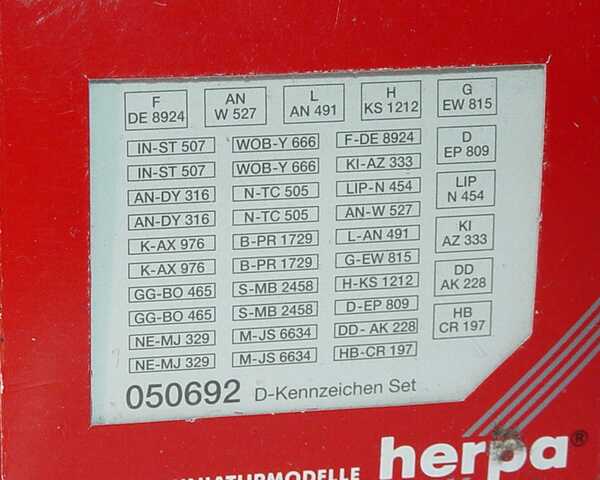 F
DE 8924
AN
W 527
L
AN 491
H
KS 1212
G
EW 815
IN-ST 507
WOB-Y 666
F-DE 8924
D
EP 809
IN-ST 507
WOB-Y 666
KI-AZ 333
AN-DY 316
N-TC 505
LIP-N 454
LIP
N 454
AN-DY 316
N-TC 505
AN-W 527
K-AX 976
B-PR 1729
L-AN 491
KI
AZ 333
K-AX 976
B-PR 1729
G-EW 815
GG-BO 465
S-MB 2458
H-KS 1212
DD
AK 228
GG-BO 465
S-MB 2458
D-EP 809
NE-MJ 329
M-JS 6634
DD- AK 228
HB
CR 197
NE-MJ 329
M-JS 6634
HB-CR 197
050692 D-Kennzeichen Set
herpa®